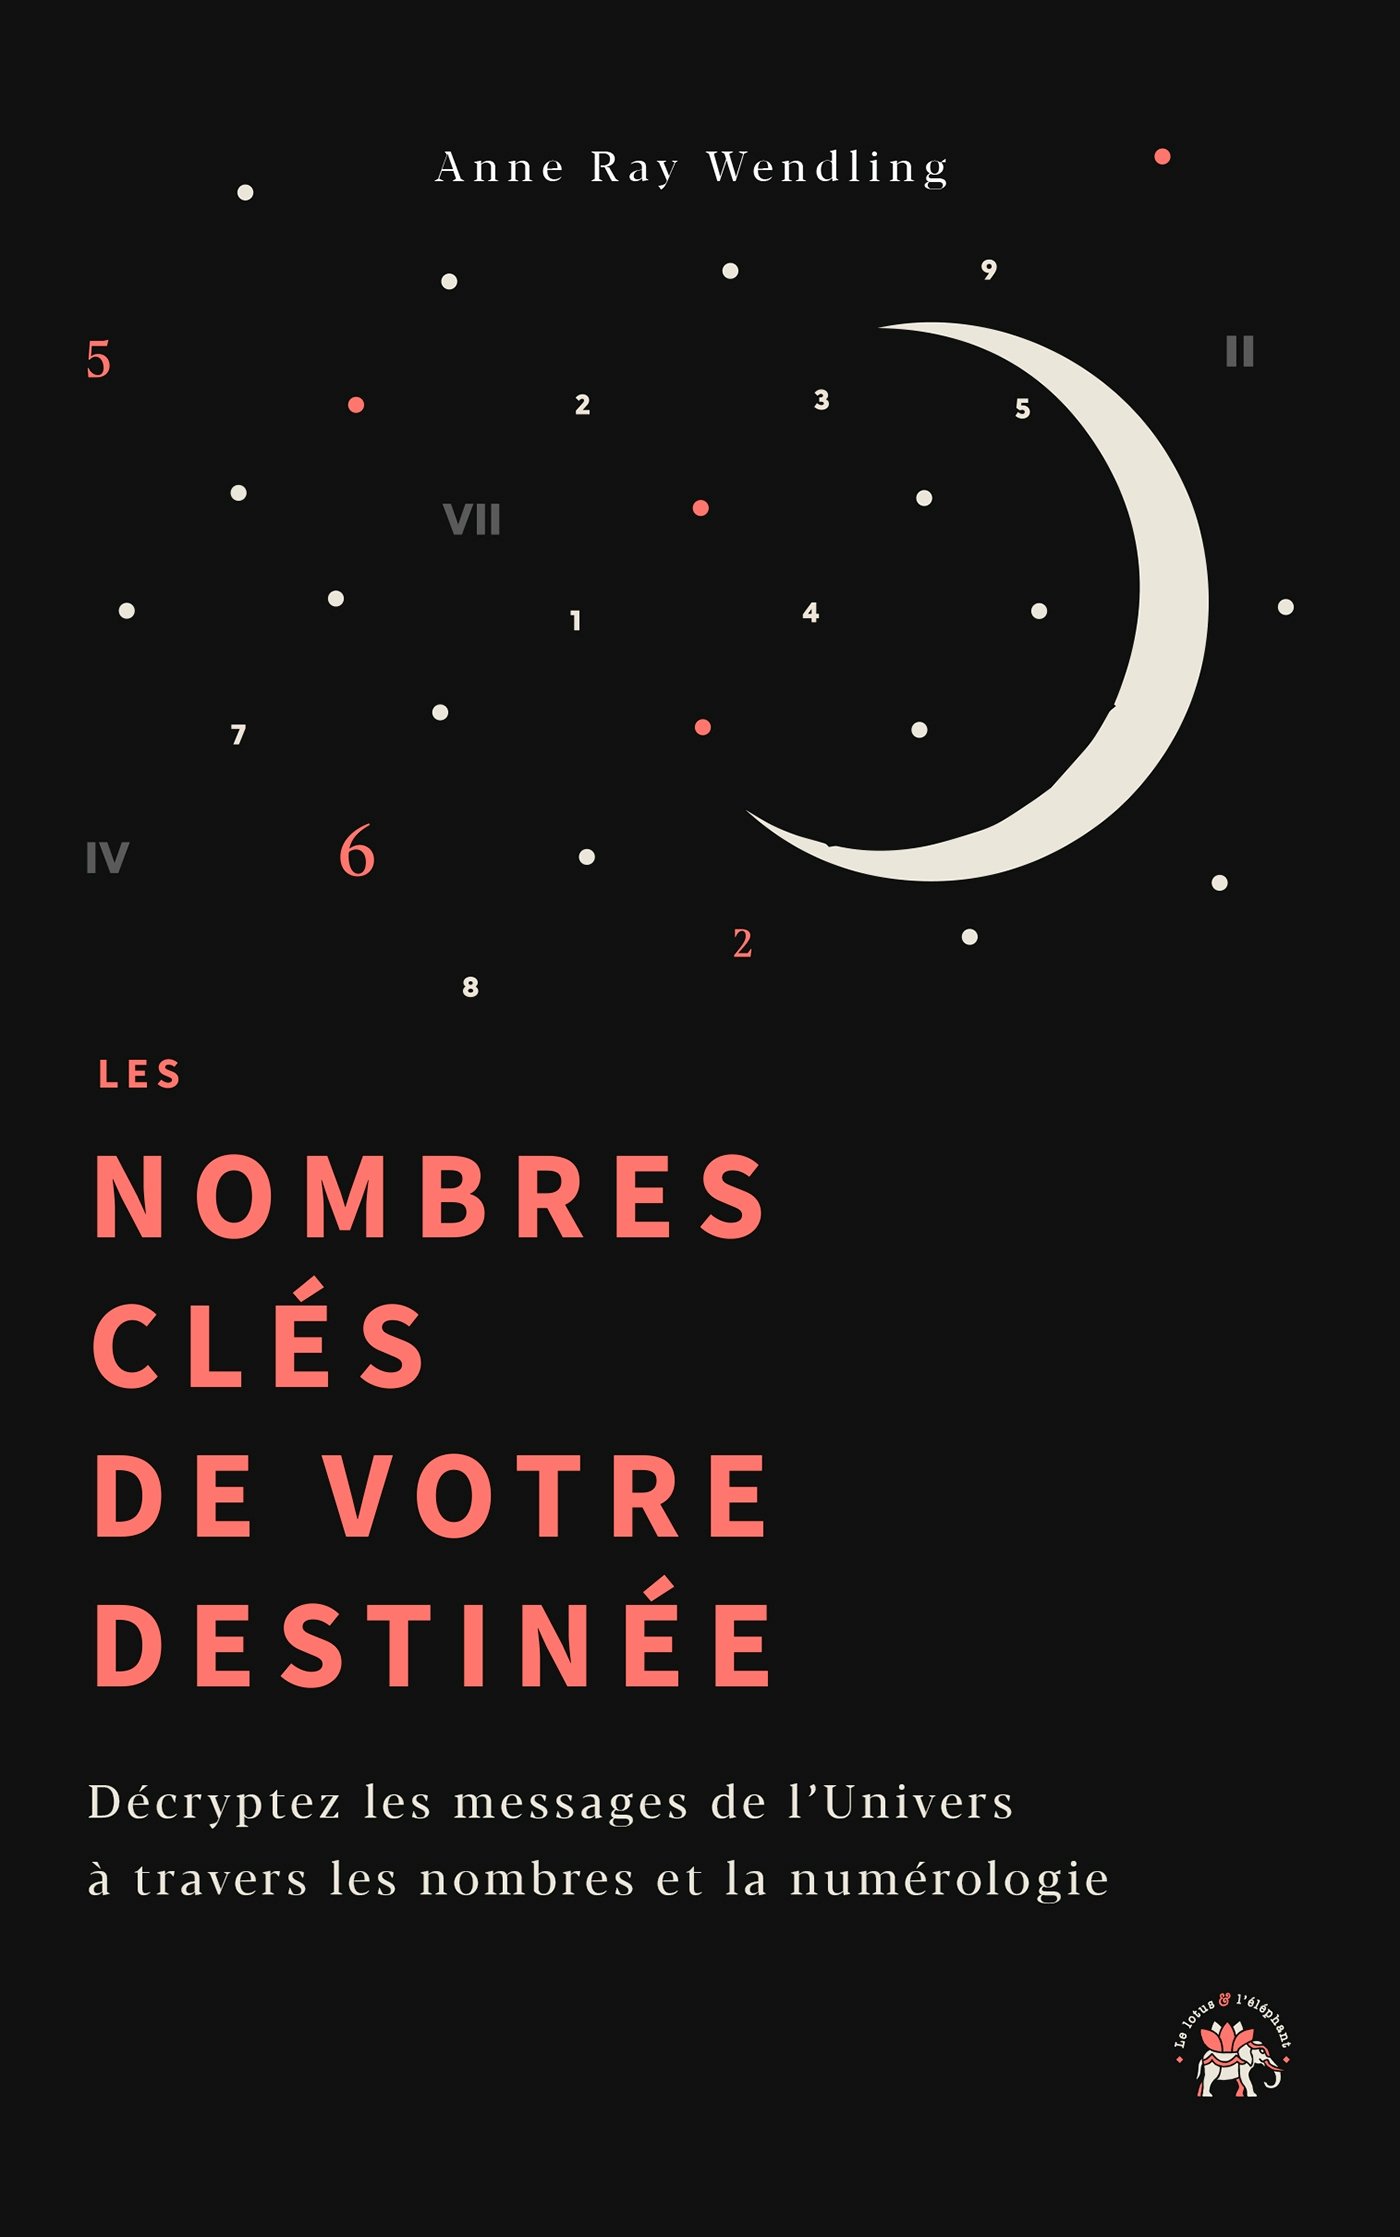 Anne Ray Wendling
9
5
II
2
3
5
VII
1
4
7
IV
6
2
8
LES
NOMBRES
CLÉS
DE VOTRE
DESTINÉE
Décryptez les messages de l’Univers
à travers les nombres et la numérologie
Le lotus & l’éléphant